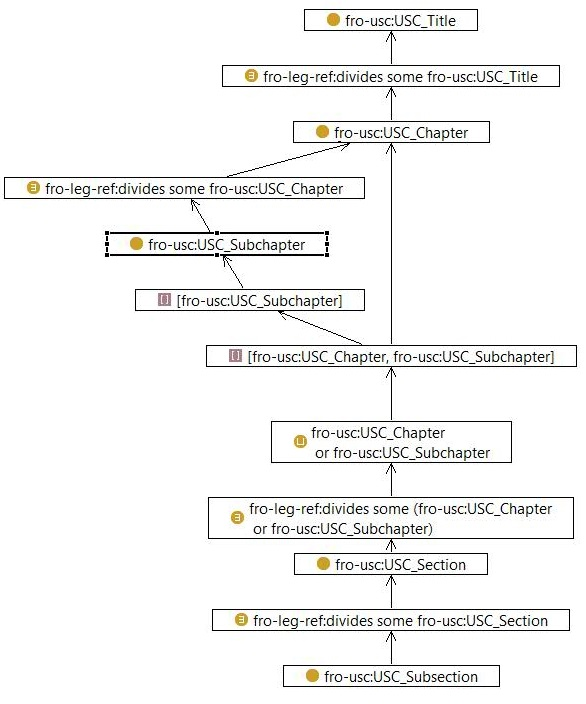 fro-usc:USC_Title
fro-leg-ref:divides some fro-usc:USC_Title
fro-usc:USC_Chapter
fro-leg-ref:divides some fro-usc:USC_Chapter
fro-usc:USC_Subchapter
[fro-usc:USC_Subchapter]
[fro-usc:USC_Chapter, fro-usc:USC_Subchapter]
fro-usc:USC_Chapter
or fro-usc:USC_Subchapter
fro-leg-ref:divides some (fro-usc:USC_Chapter
or fro-usc:USC_Subchapter)
fro-usc:USC_Section
fro-leg-ref:divides some fro-usc:USC_Section
fro-usc:USC_Subsection